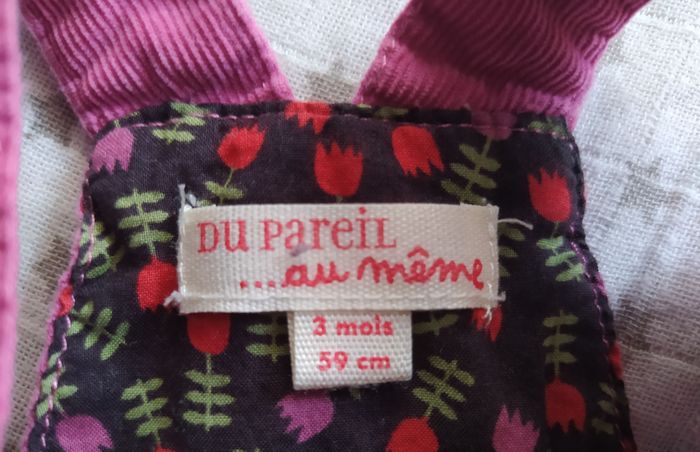 DU PAREIL
....au même
3 mois
59 cm